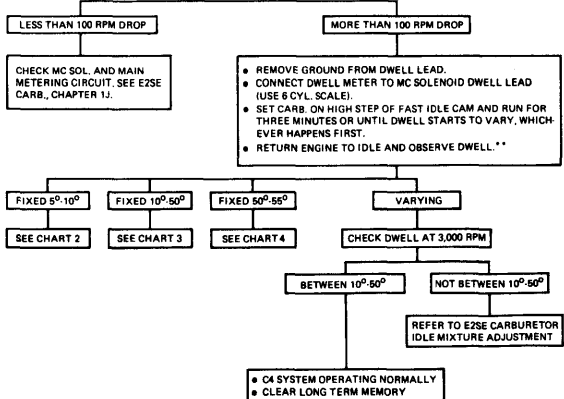 LESS THAN 100 RPM DROP
MORE THAN 100 RPM DROP
CHECK MC SOL. AND MAIN
METERING CIRCUIT. SEE E2SE
CARB., CHAPTER 1J.
• REMOVE GROUND FROM DWELL LEAD.
• CONNECT DWELL METER TO MC SOLENOID DWELL LEAD
(USE 6 CYL. SCALE).
• SET CARB. ON HIGH STEP OF FAST IDLE CAM AND RUN FOR
THREE MINUTES OR UNTIL DWELL STARTS TO VARY, WHICH-
EVER HAPPENS FIRST.
• RETURN ENGINE TO IDLE AND OBSERVE DWELL.**
FIXED 5°-10°
FIXED 10°-50°
FIXED 50°-55°
VARYING
SEE CHART 2
SEE CHART 3
SEE CHART 4
CHECK DWELL AT 3,000 RPM
BETWEEN 10°-50°
NOT BETWEEN 10°-50°
REFER TO E2SE CARBURETOR
IDLE MIXTURE ADJUSTMENT
• C4 SYSTEM OPERATING NORMALLY
• CLEAR LONG TERM MEMORY